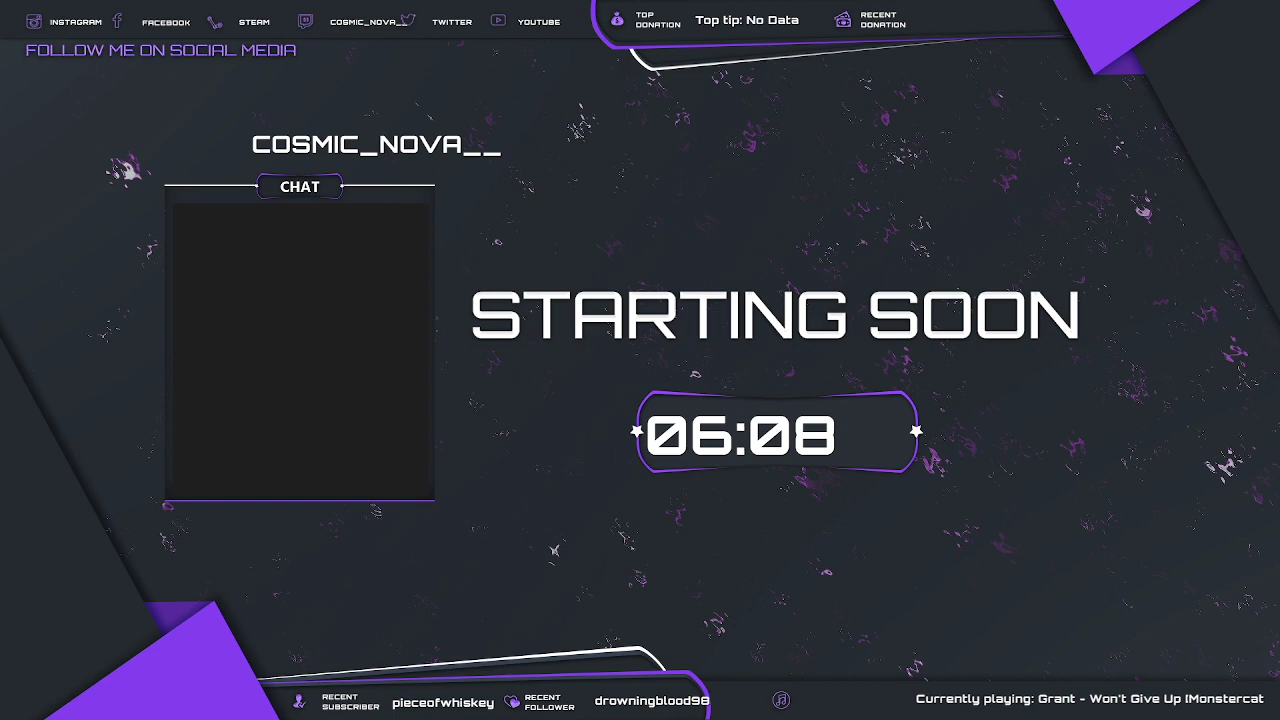 INSTAGRAM FACEBOOK STEAM COSMIC_NOVA__ TWITTER YOUTUBE
TOP DONATION Top tip: No Data RECENT DONATION
FOLLOW ME ON SOCIAL MEDIA
COSMIC_NOVA__
CHAT
STARTING SOON
06:08
RECENT SUBSCRIBER pieceofwhiskey RECENT FOLLOWER drowningblood98
Currently playing: Grant - Won't Give Up [Monstercat